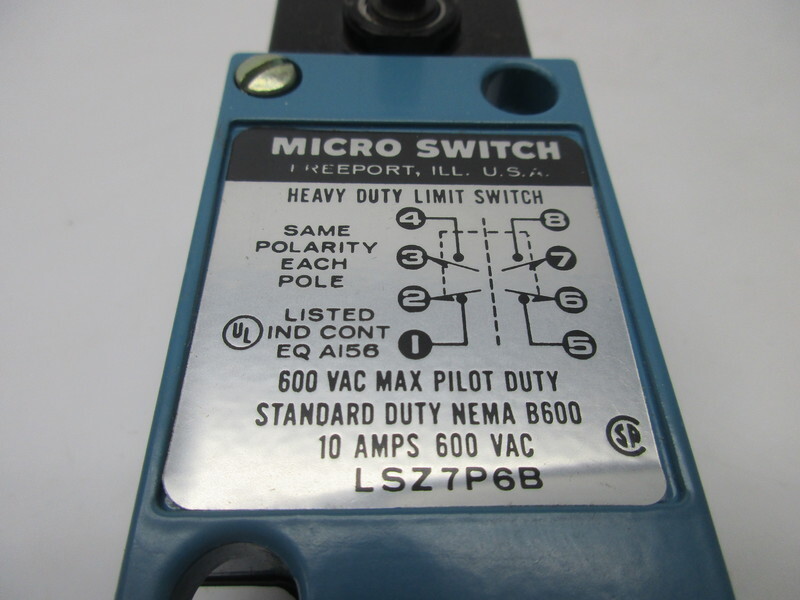 MICRO SWITCH
FREEPORT, ILL. U.S.A.
HEAVY DUTY LIMIT SWITCH
SAME
POLARITY
EACH
POLE
4 8
3 7
2 6
1 5
UL LISTED
IND CONT
EQ A156
600 VAC MAX PILOT DUTY
STANDARD DUTY NEMA B600
10 AMPS 600 VAC
SA
LSZ7P6B